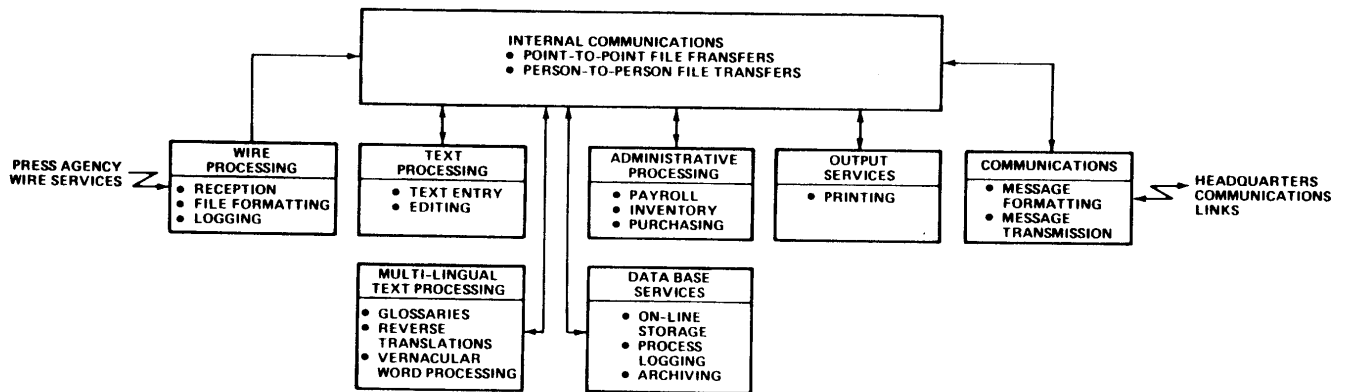 INTERNAL COMMUNICATIONS
● POINT-TO-POINT FILE FRANSFERS
● PERSON-TO-PERSON FILE TRANSFERS
PRESS AGENCY
WIRE SERVICES
WIRE
PROCESSING
● RECEPTION
● FILE FORMATTING
● LOGGING
TEXT
PROCESSING
● TEXT ENTRY
● EDITING
ADMINISTRATIVE
PROCESSING
● PAYROLL
● INVENTORY
● PURCHASING
OUTPUT
SERVICES
● PRINTING
COMMUNICATIONS
● MESSAGE
FORMATTING
● MESSAGE
TRANSMISSION
HEADQUARTERS
COMMUNICATIONS
LINKS
MULTI-LINGUAL
TEXT PROCESSING
● GLOSSARIES
● REVERSE
TRANSLATIONS
● VERNACULAR
WORD PROCESSING
DATA BASE
SERVICES
● ON-LINE
STORAGE
● PROCESS
LOGGING
● ARCHIVING